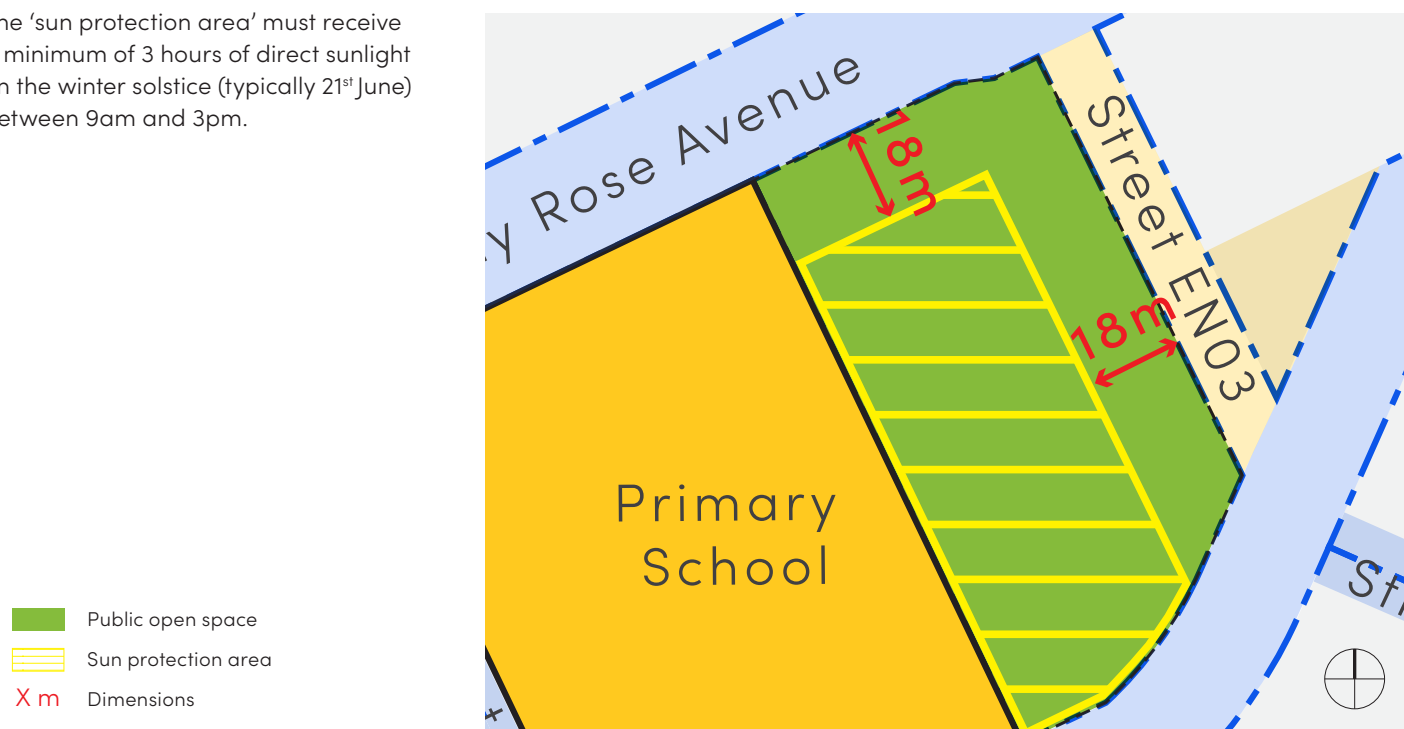 he ‘sun protection area’ must receive
minimum of 3 hours of direct sunlight
n the winter solstice (typically 21st June)
etween 9am and 3pm.
y Rose Avenue
18m
Street EN03
18m
Primary
School
Public open space
Sun protection area
X m Dimensions